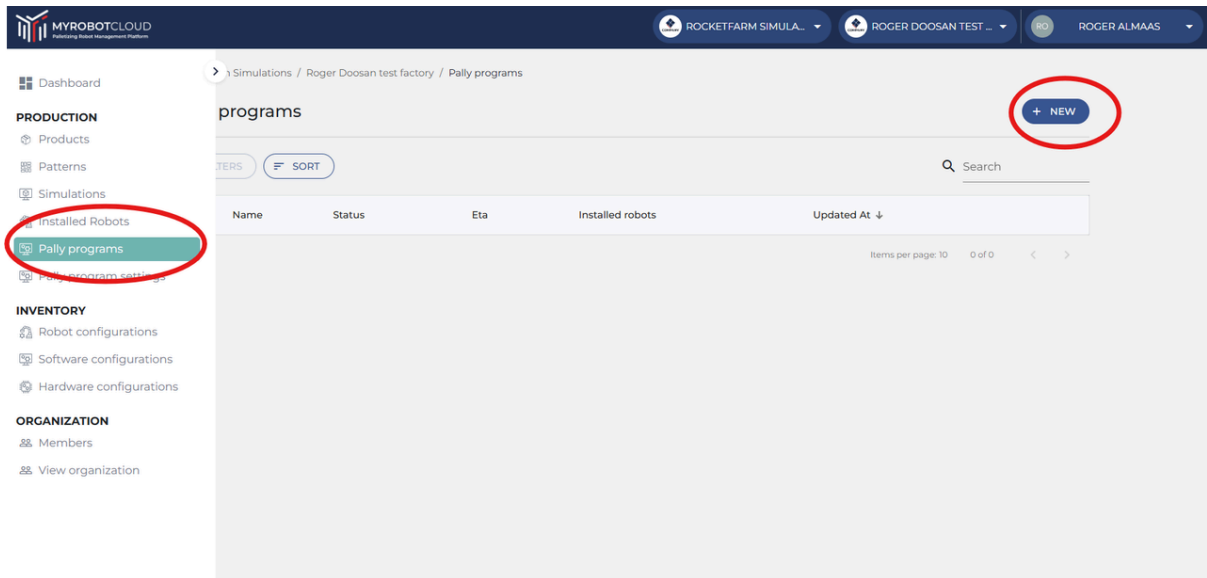 MYROBOTCLOUD
Palletizing Robot Management Platform
ROCKETFARM SIMULA...
ROGER DOOSAN TEST ...
RO
ROGER ALMAAS
Dashboard
PRODUCTION
Products
Patterns
Simulations
Installed Robots
Pally programs
Pally program settings
INVENTORY
Robot configurations
Software configurations
Hardware configurations
ORGANIZATION
Members
View organization
n Simulations / Roger Doosan test factory / Pally programs
programs
+ NEW
TERS
SORT
Search
Name Status Eta Installed robots Updated At ↓
Items per page: 10 0 of 0 < >